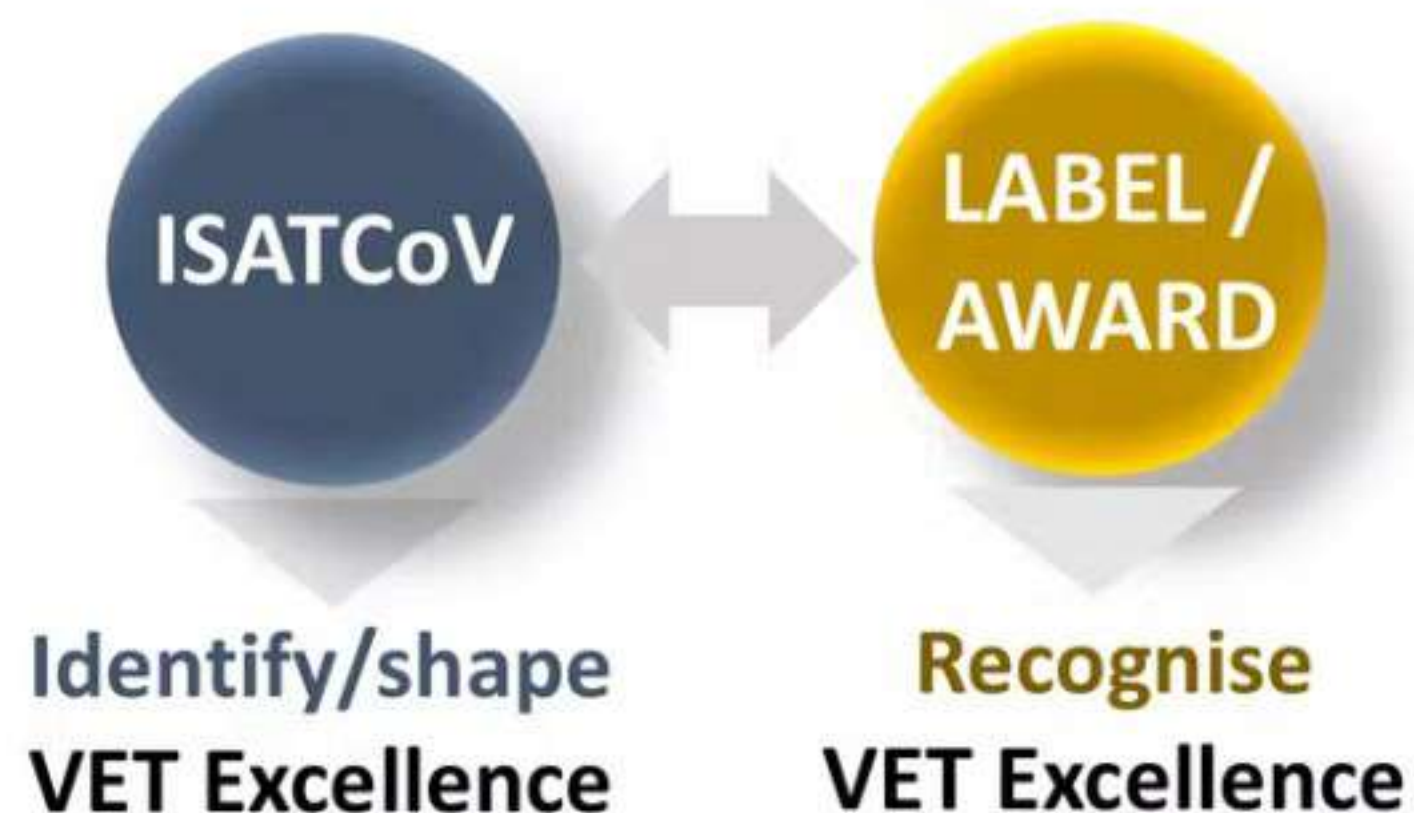 ISATCoV
LABEL /
AWARD
Identify/shape
VET Excellence
Recognise
VET Excellence